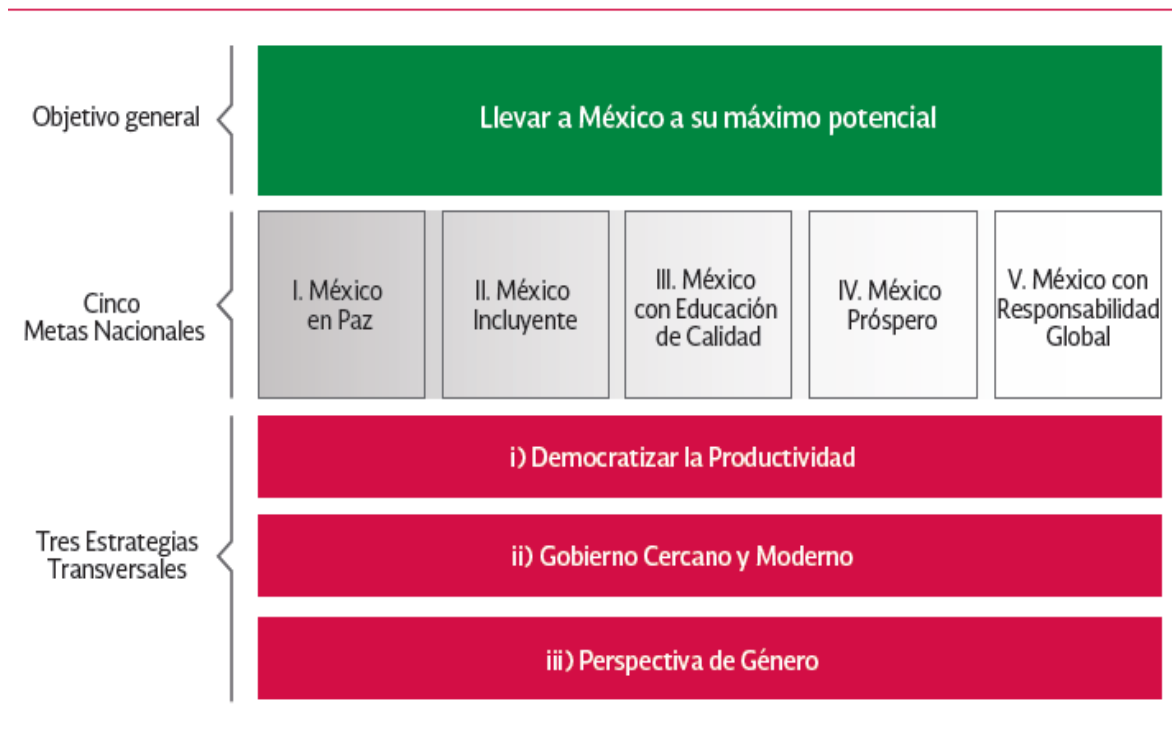 Objetivo general
Llevar a México a su máximo potencial
Cinco
Metas Nacionales
I. México
en Paz
II. México
Incluyente
III. México
con Educación
de Calidad
IV. México
Próspero
V. México con
Responsabilidad
Global
Tres Estrategias
Transversales
i) Democratizar la Productividad
ii) Gobierno Cercano y Moderno
iii) Perspectiva de Género